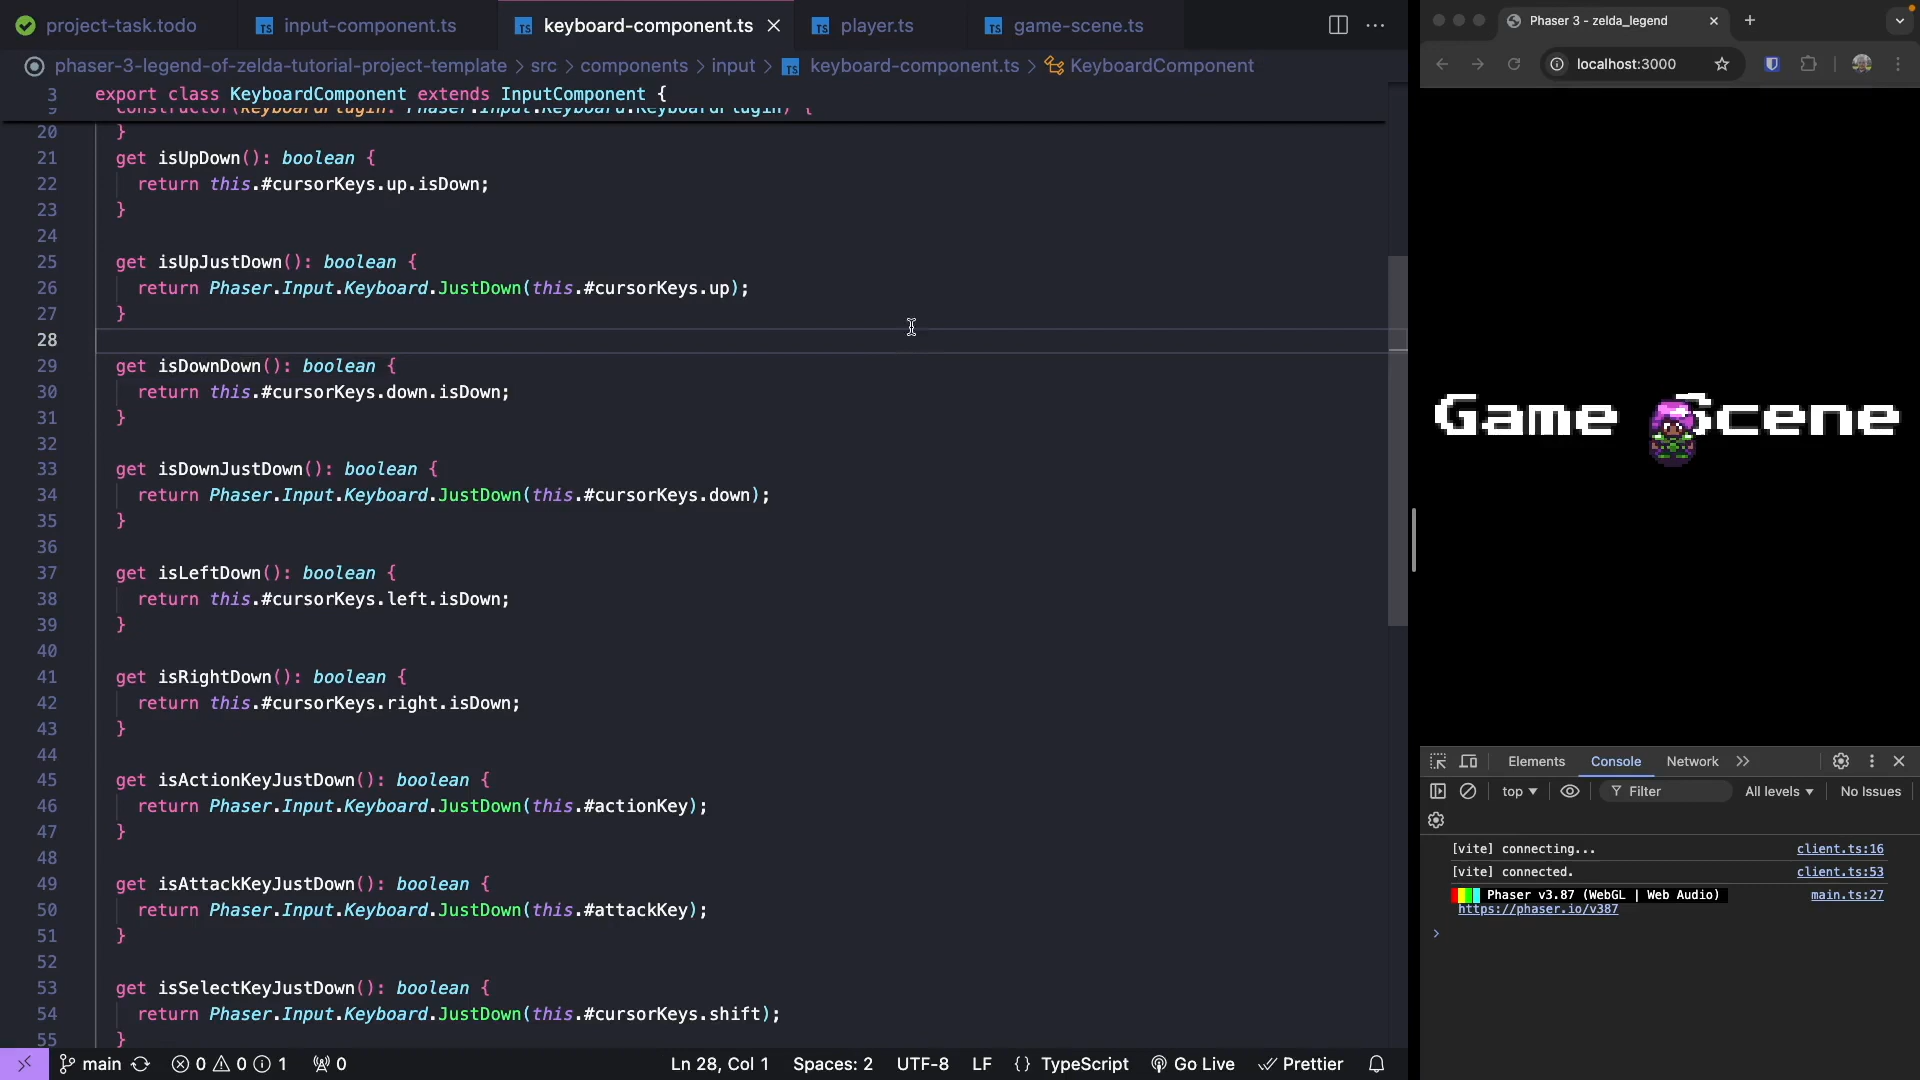 project-task.todo
input-component.ts
keyboard-component.ts
player.ts
game-scene.ts
phaser-3-legend-of-zelda-tutorial-project-template > src > components > input > TS keyboard-component.ts > KeyboardComponent
3 export class KeyboardComponent extends InputComponent {
9 constructor(keyboardPlugin: Phaser.Input.Keyboard.KeyboardPlugin) {
20 }
21 get isUpDown(): boolean {
22 return this.#cursorKeys.up.isDown;
23 }
24
25 get isUpJustDown(): boolean {
26 return Phaser.Input.Keyboard.JustDown(this.#cursorKeys.up);
27 }
28
29 get isDownDown(): boolean {
30 return this.#cursorKeys.down.isDown;
31 }
32
33 get isDownJustDown(): boolean {
34 return Phaser.Input.Keyboard.JustDown(this.#cursorKeys.down);
35 }
36
37 get isLeftDown(): boolean {
38 return this.#cursorKeys.left.isDown;
39 }
40
41 get isRightDown(): boolean {
42 return this.#cursorKeys.right.isDown;
43 }
44
45 get isActionKeyJustDown(): boolean {
46 return Phaser.Input.Keyboard.JustDown(this.#actionKey);
47 }
48
49 get isAttackKeyJustDown(): boolean {
50 return Phaser.Input.Keyboard.JustDown(this.#attackKey);
51 }
52
53 get isSelectKeyJustDown(): boolean {
54 return Phaser.Input.Keyboard.JustDown(this.#cursorKeys.shift);
55 }
main 0 0 1 0 Ln 28, Col 1 Spaces: 2 UTF-8 LF {} TypeScript Go Live Prettier
Phaser 3 - zelda_legend
localhost:3000
Game Scene
Elements Console Network
top Filter All levels No Issues
[vite] connecting... client.ts:16
[vite] connected. client.ts:53
Phaser v3.87 (WebGL | Web Audio) main.ts:27
https://phaser.io/v387